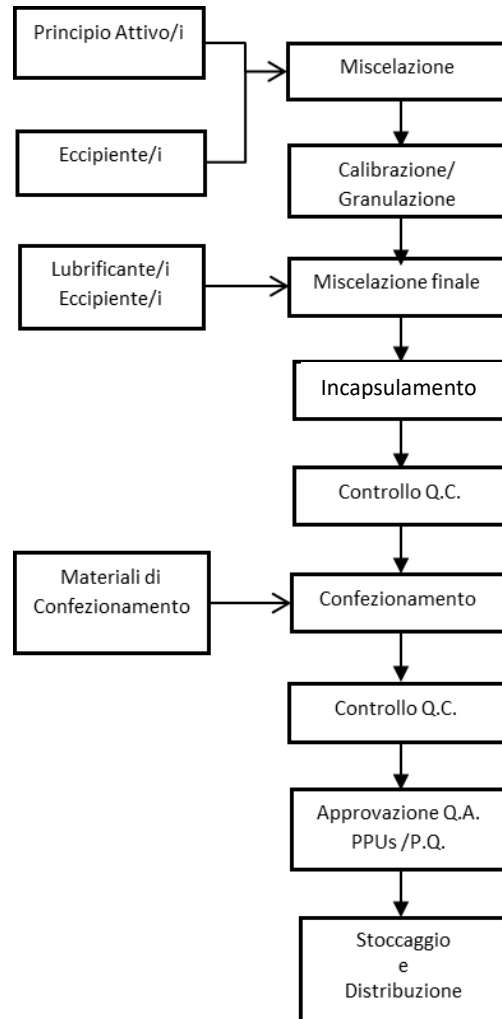 Principio Attivo/i
Miscelazione
Eccipiente/i
Calibrazione/
Granulazione
Lubrificante/i
Eccipiente/i
Miscelazione finale
Incapsulamento
Controllo Q.C.
Materiali di
Confezionamento
Confezionamento
Controllo Q.C.
Approvazione Q.A.
PPUs /P.Q.
Stoccaggio
e
Distribuzione